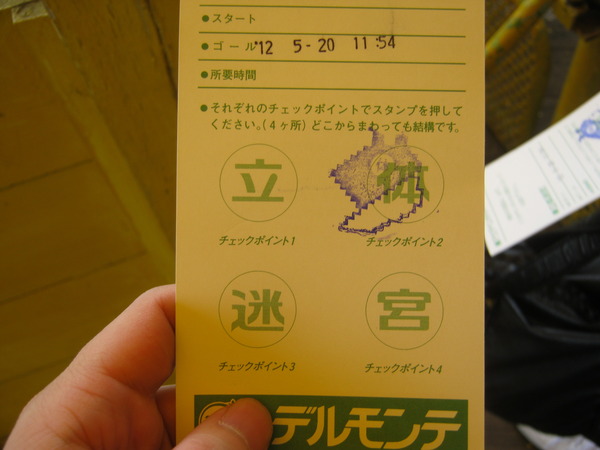 ●スタート
●ゴール '12 5-20 11:54
●所要時間
●それぞれのチェックポイントでスタンプを押して
ください。(4ヶ所) どこからまわっても結構です。
立 体
チェックポイント1 チェックポイント2
迷 宮
チェックポイント3 チェックポイント4
デルモンテ